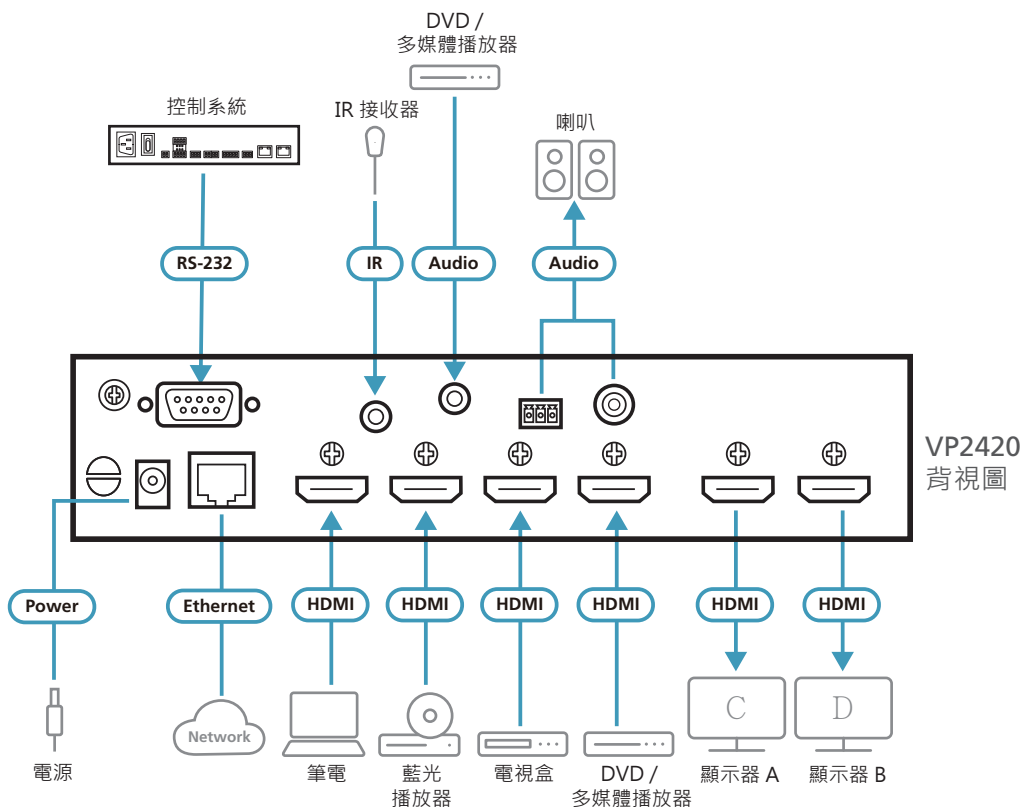 DVD /
多媒體播放器
控制系統
IR 接收器
喇叭
RS-232
IR
Audio
Audio
VP2420
背視圖
Power
Ethernet
HDMI
HDMI
HDMI
HDMI
HDMI
HDMI
Network
C
D
電源
筆電
藍光
播放器
電視盒
DVD /
多媒體播放器
顯示器 A
顯示器 B